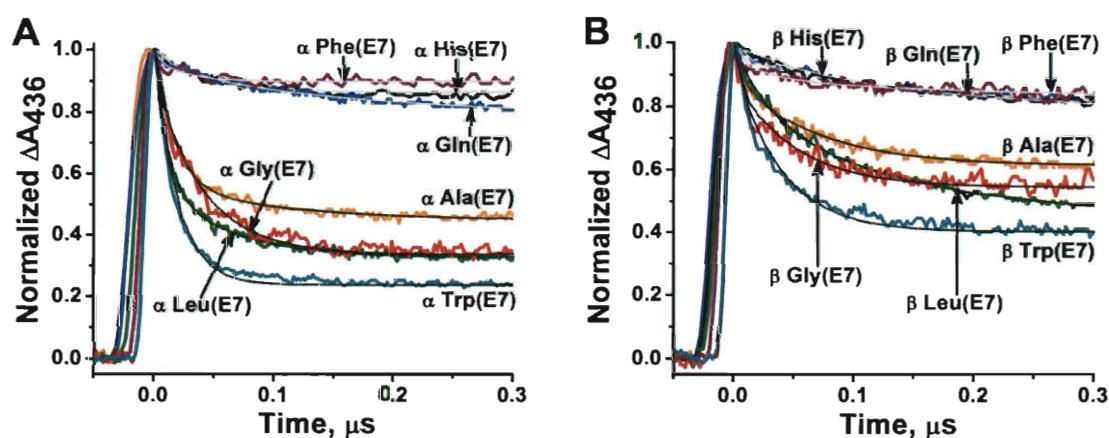 A
Normalized ΔA436
1.0
0.8
0.6
0.4
0.2
0.0
α Phe(E7)
α His(E7)
α Gln(E7)
α Gly(E7)
α Ala(E7)
α Leu(E7)
α Trp(E7)
0.0
0.1
0.2
0.3
Time, μs
B
Normalized ΔA436
1.0
0.8
0.6
0.4
0.2
0.0
β His(E7)
β Gln(E7)
β Phe(E7)
β Ala(E7)
β Gly(E7)
β Trp(E7)
β Leu(E7)
0.0
0.1
0.2
0.3
Time, μs